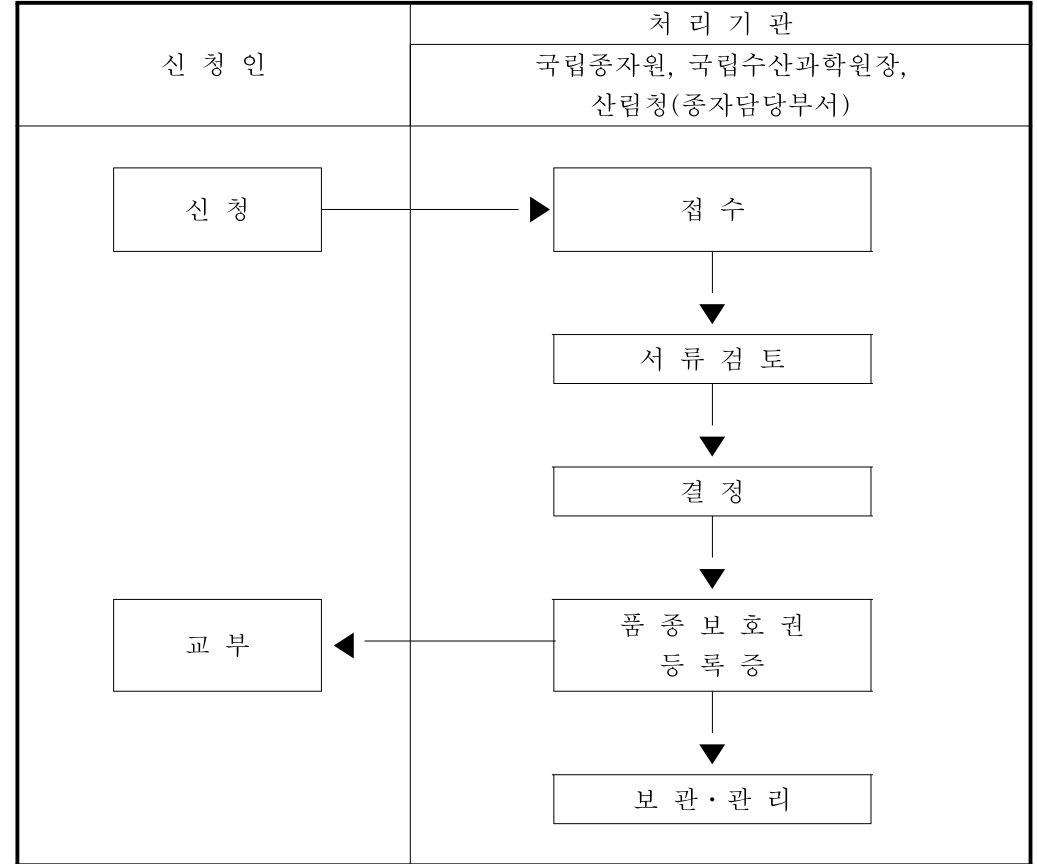 처 리 기 관
신 청 인
국립종자원, 국립수산과학원장,
산림청(종자담당부서)
신 청
접 수
서 류 검 토
결 정
품 종 보 호 권
등 록 증
교 부
보 관 · 관 리